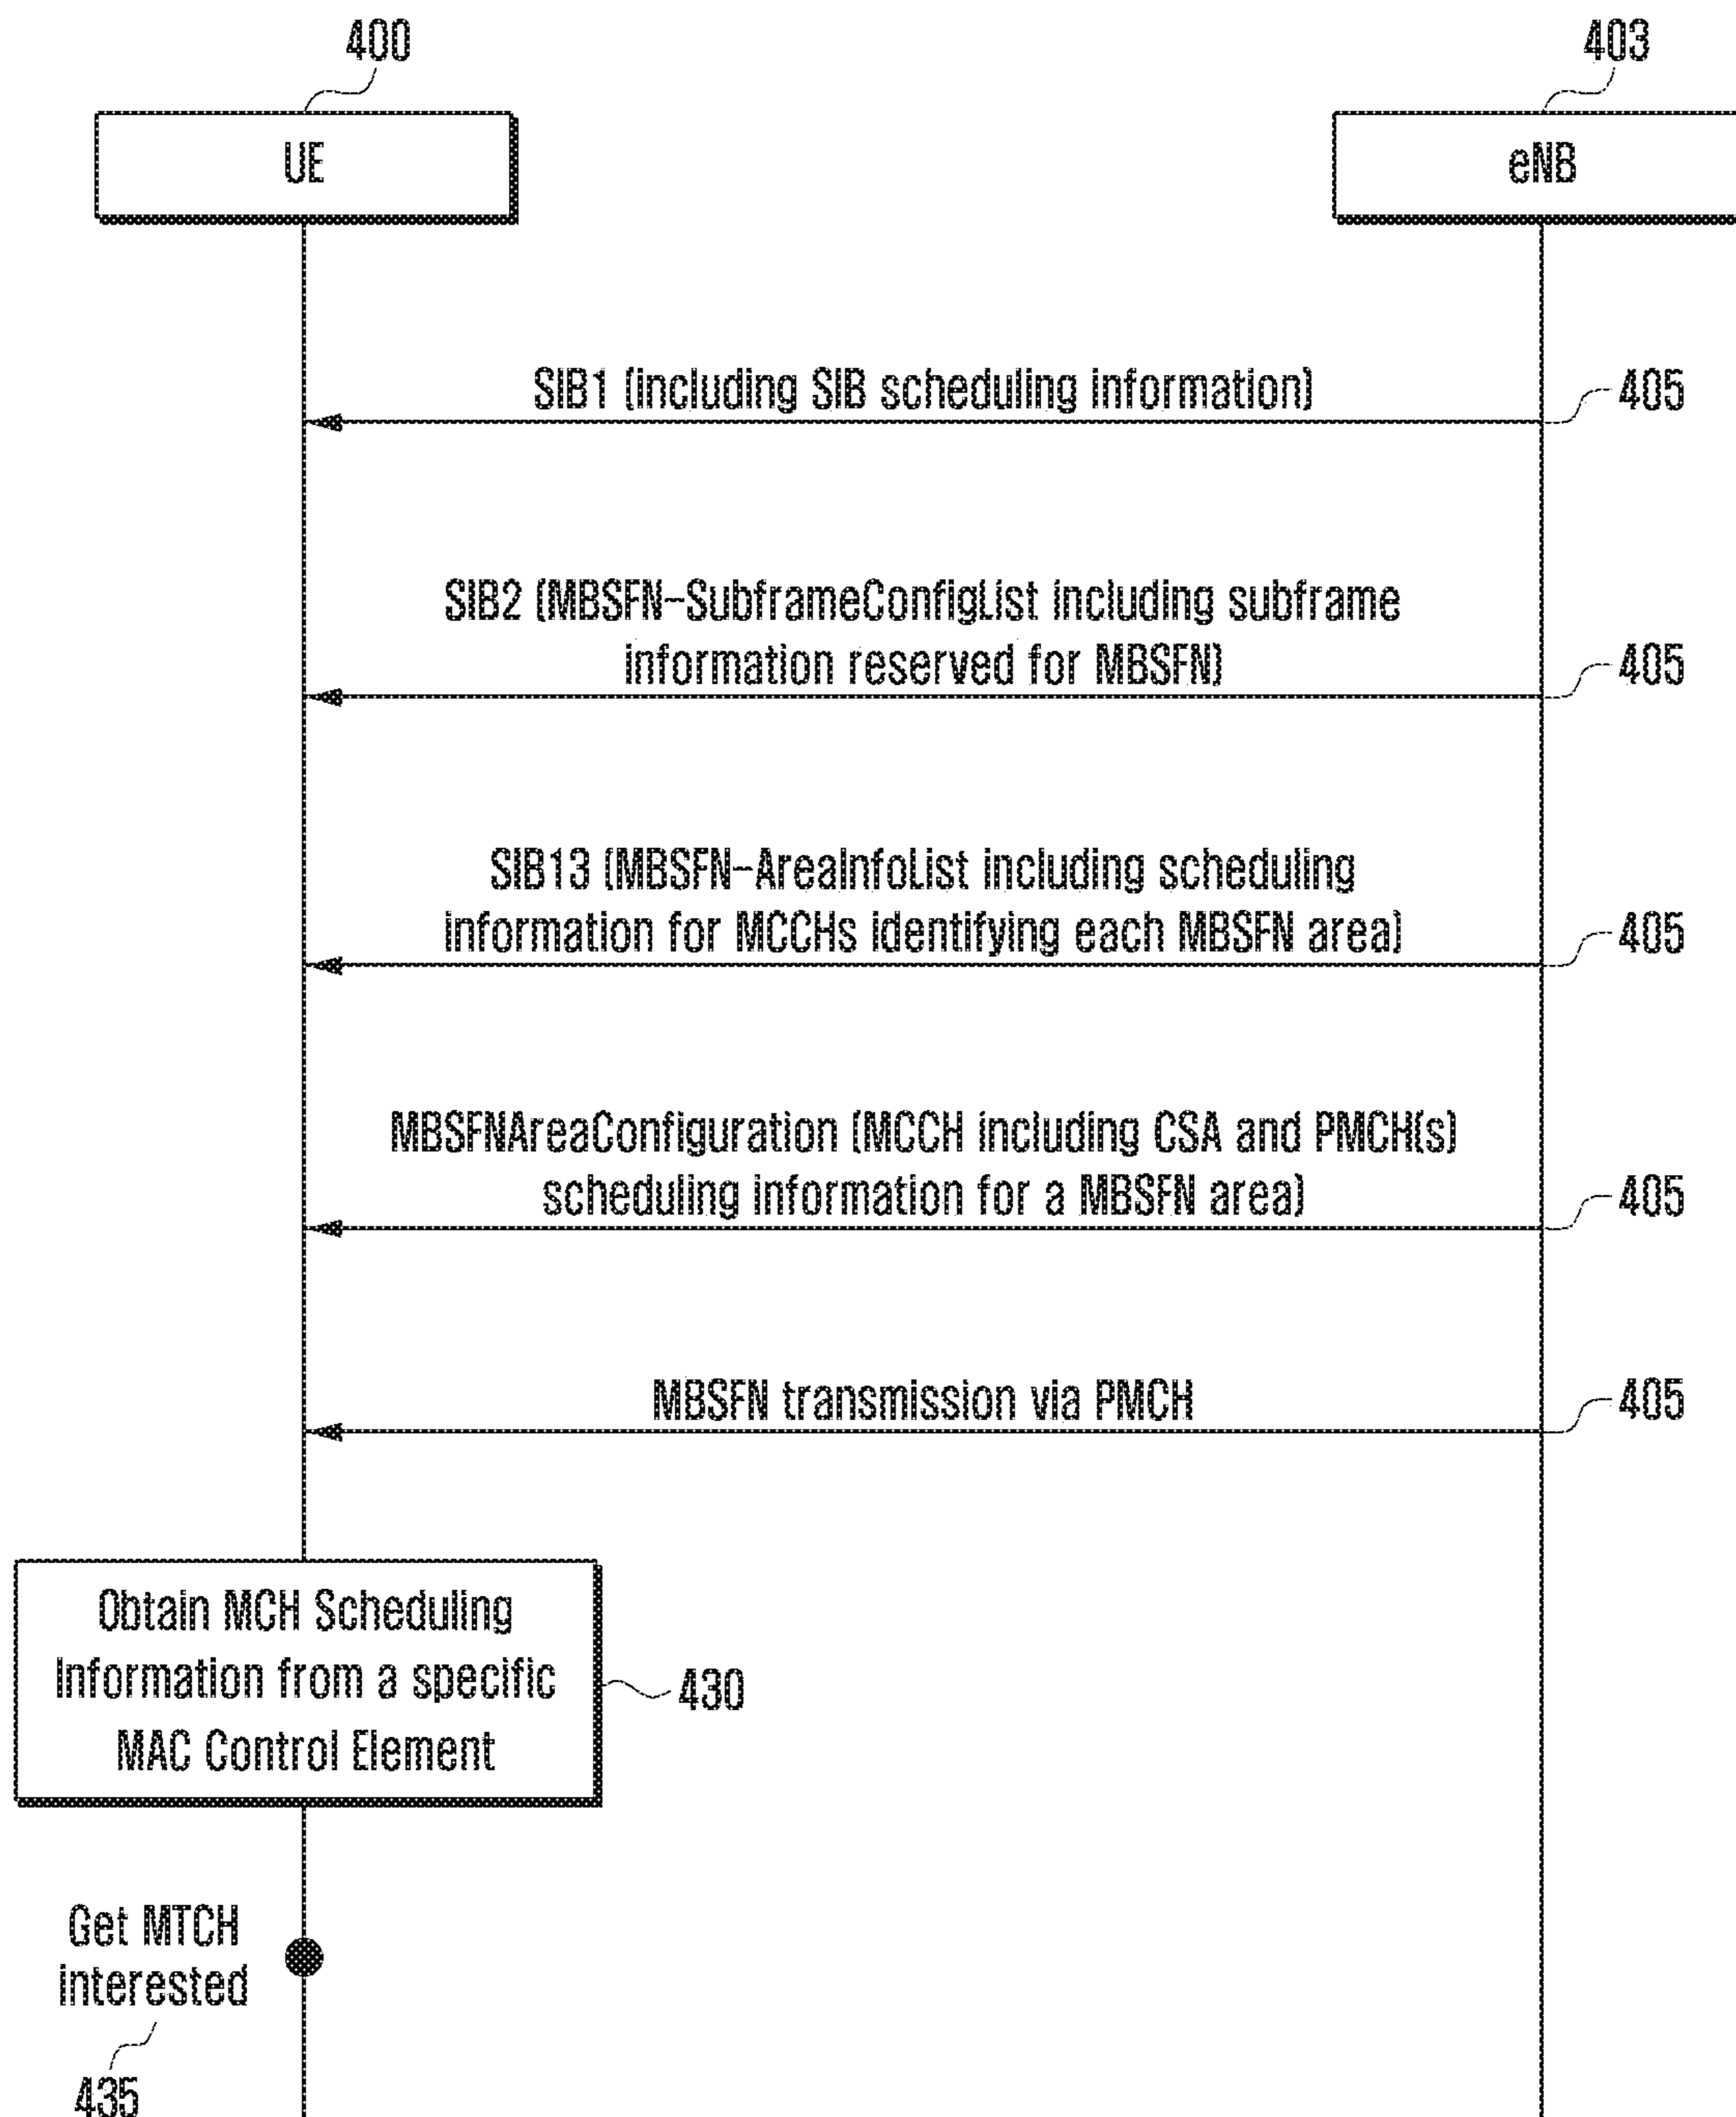 400
403
UE
eNB
SIB1 (including SIB scheduling information)
405
SIB2 (MBSFN-SubframeConfigList including subframe
information reserved for MBSFN)
405
SIB13 (MBSFN-AreaInfoList including scheduling
information for MCCHs identifying each MBSFN area)
405
MBSFNAreaConfiguration (MCCH including CSA and PMCH(s)
scheduling information for a MBSFN area)
405
MBSFN transmission via PMCH
405
Obtain MCH Scheduling
Information from a specific
MAC Control Element
430
Get MTCH
interested
435